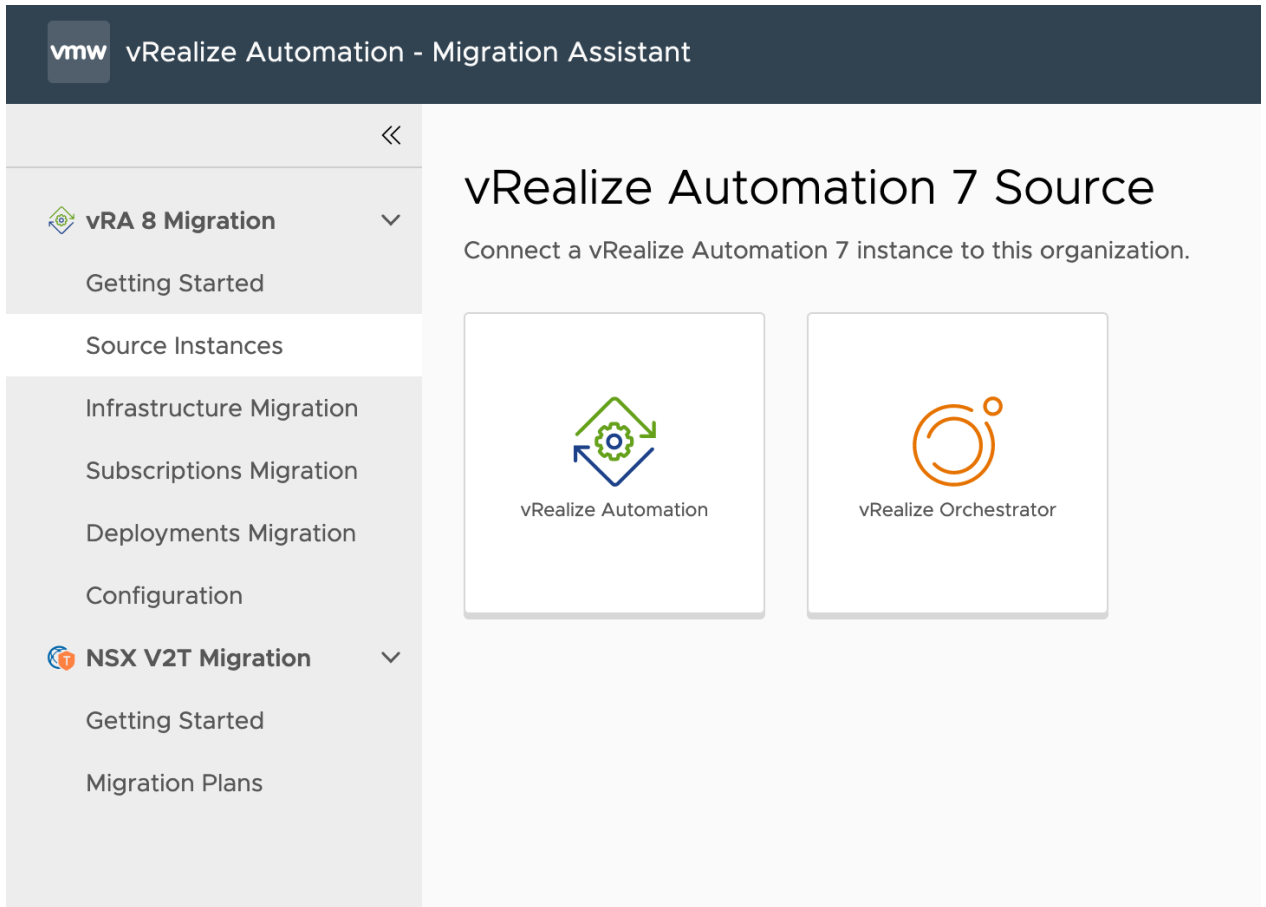 vmw vRealize Automation - Migration Assistant
vRA 8 Migration
Getting Started
Source Instances
Infrastructure Migration
Subscriptions Migration
Deployments Migration
Configuration
T NSX V2T Migration
Getting Started
Migration Plans
vRealize Automation 7 Source
Connect a vRealize Automation 7 instance to this organization.
vRealize Automation
vRealize Orchestrator